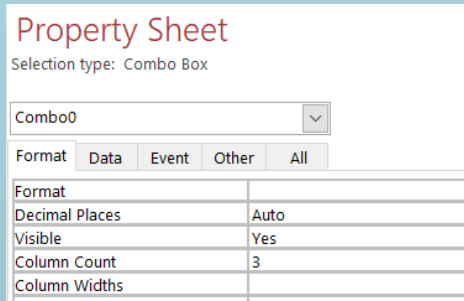 Property Sheet
Selection type: Combo Box
Combo0
Format Data Event Other All
Format
Decimal Places Auto
Visible Yes
Column Count 3
Column Widths